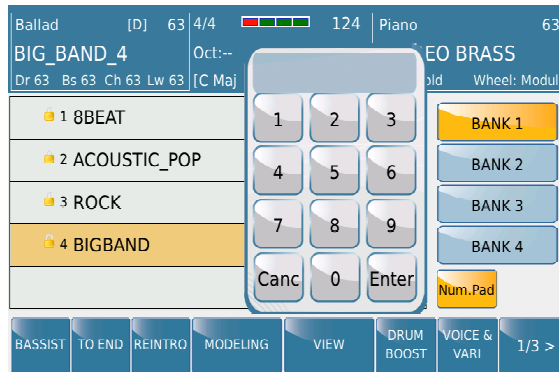 Ballad [D] 63 4/4 124 Piano 63
BIG_BAND_4 Oct:-- EO BRASS
Dr 63 Bs 63 Ch 63 Lw 63 [C Maj old Wheel: Modul
1 8BEAT
2 ACOUSTIC_POP
3 ROCK
4 BIGBAND
1 2 3
4 5 6
7 8 9
Canc 0 Enter
BANK 1
BANK 2
BANK 3
BANK 4
Num.Pad
BASSIST TO END REINTRO MODELING VIEW DRUM BOOST VOICE & VARI 1/3 >